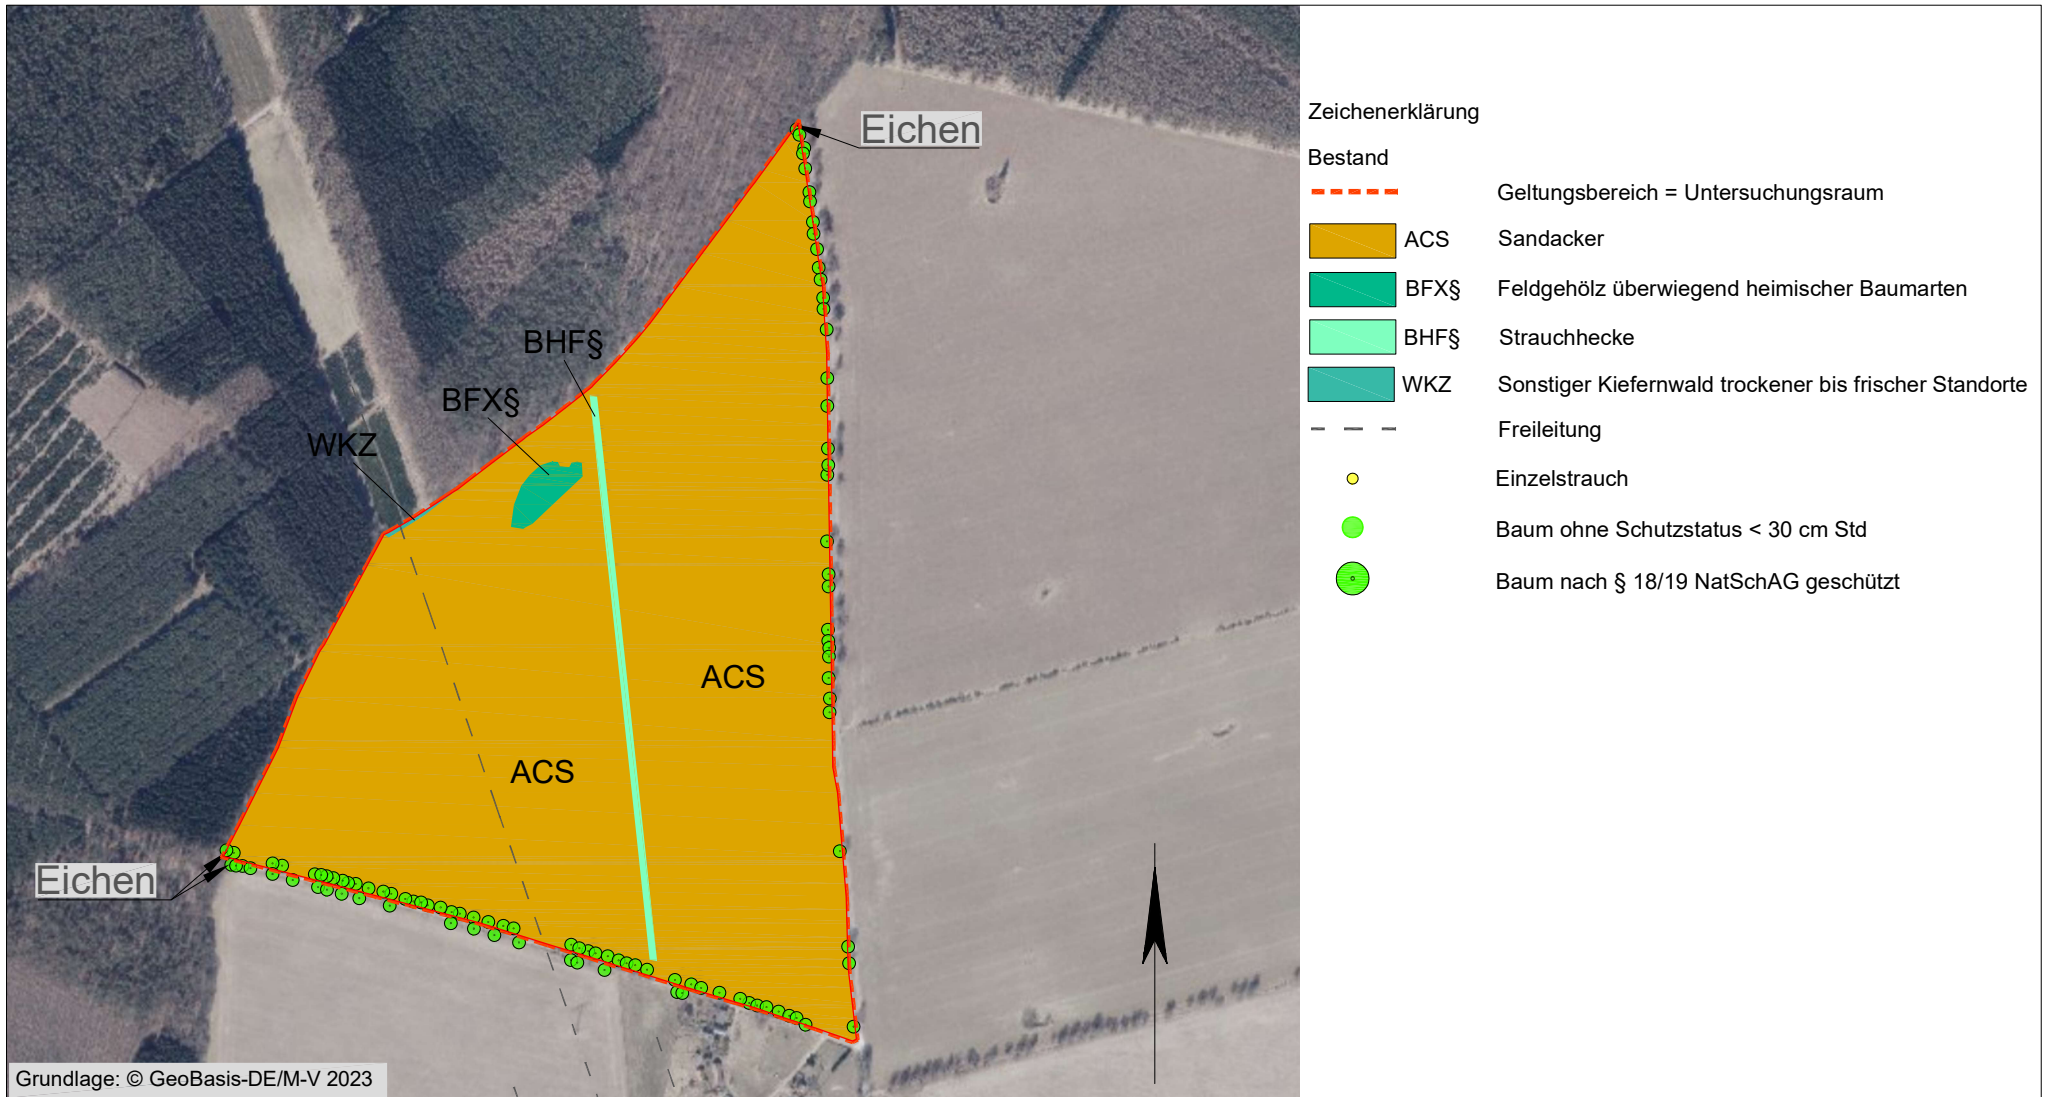 Eichen
BHF§
BFX§
WKZ
ACS
ACS
Eichen
Grundlage: © GeoBasis-DE/M-V 2023
Zeichenerklärung
Bestand
Geltungsbereich = Untersuchungsraum
ACS Sandacker
BFX§ Feldgehölz überwiegend heimischer Baumarten
BHF§ Strauchhecke
WKZ Sonstiger Kiefernwald trockener bis frischer Standorte
Freileitung
Einzelstrauch
Baum ohne Schutzstatus < 30 cm Std
Baum nach § 18/19 NatSchAG geschützt